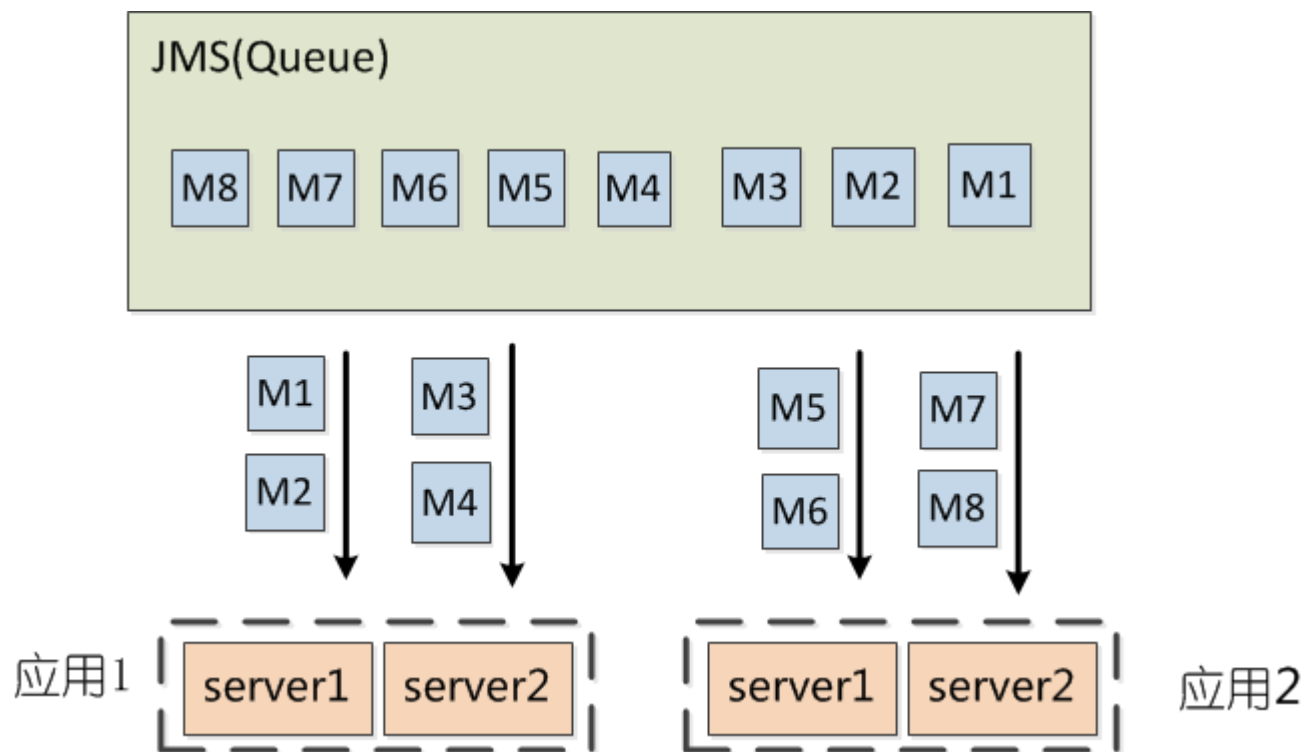 JMS(Queue)
M8 M7 M6 M5 M4 M3 M2 M1
M1 M3 M5 M7
M2 M4 M6 M8
应用1 server1 server2 server1 server2 应用2